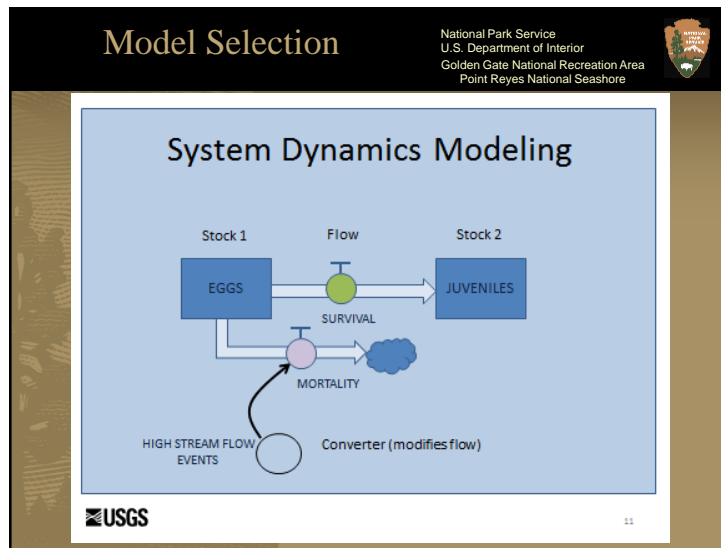 Model Selection
National Park Service
U.S. Department of Interior
Golden Gate National Recreation Area
Point Reyes National Seashore
System Dynamics Modeling
Stock 1
Flow
Stock 2
EGGS
JUVENILES
SURVIVAL
MORTALITY
HIGH STREAM FLOW
EVENTS
Converter (modifies flow)
USGS
11